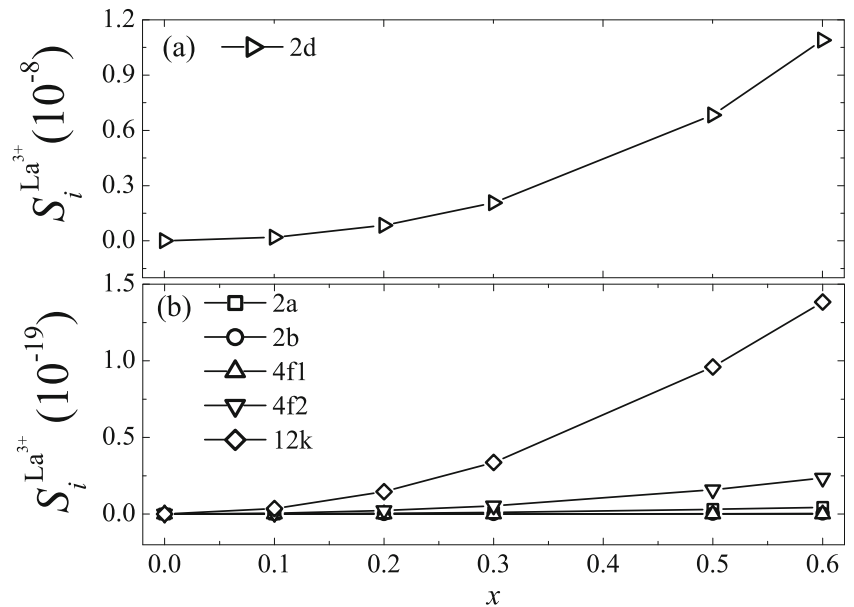 (a) 2d
1.2
0.9
0.6
0.3
0.0
S_i^{La^{3+}} (10^{-8})
(b)
2a
2b
4f1
4f2
12k
1.5
1.0
0.5
0.0
S_i^{La^{3+}} (10^{-19})
0.0 0.1 0.2 0.3 0.4 0.5 0.6
x